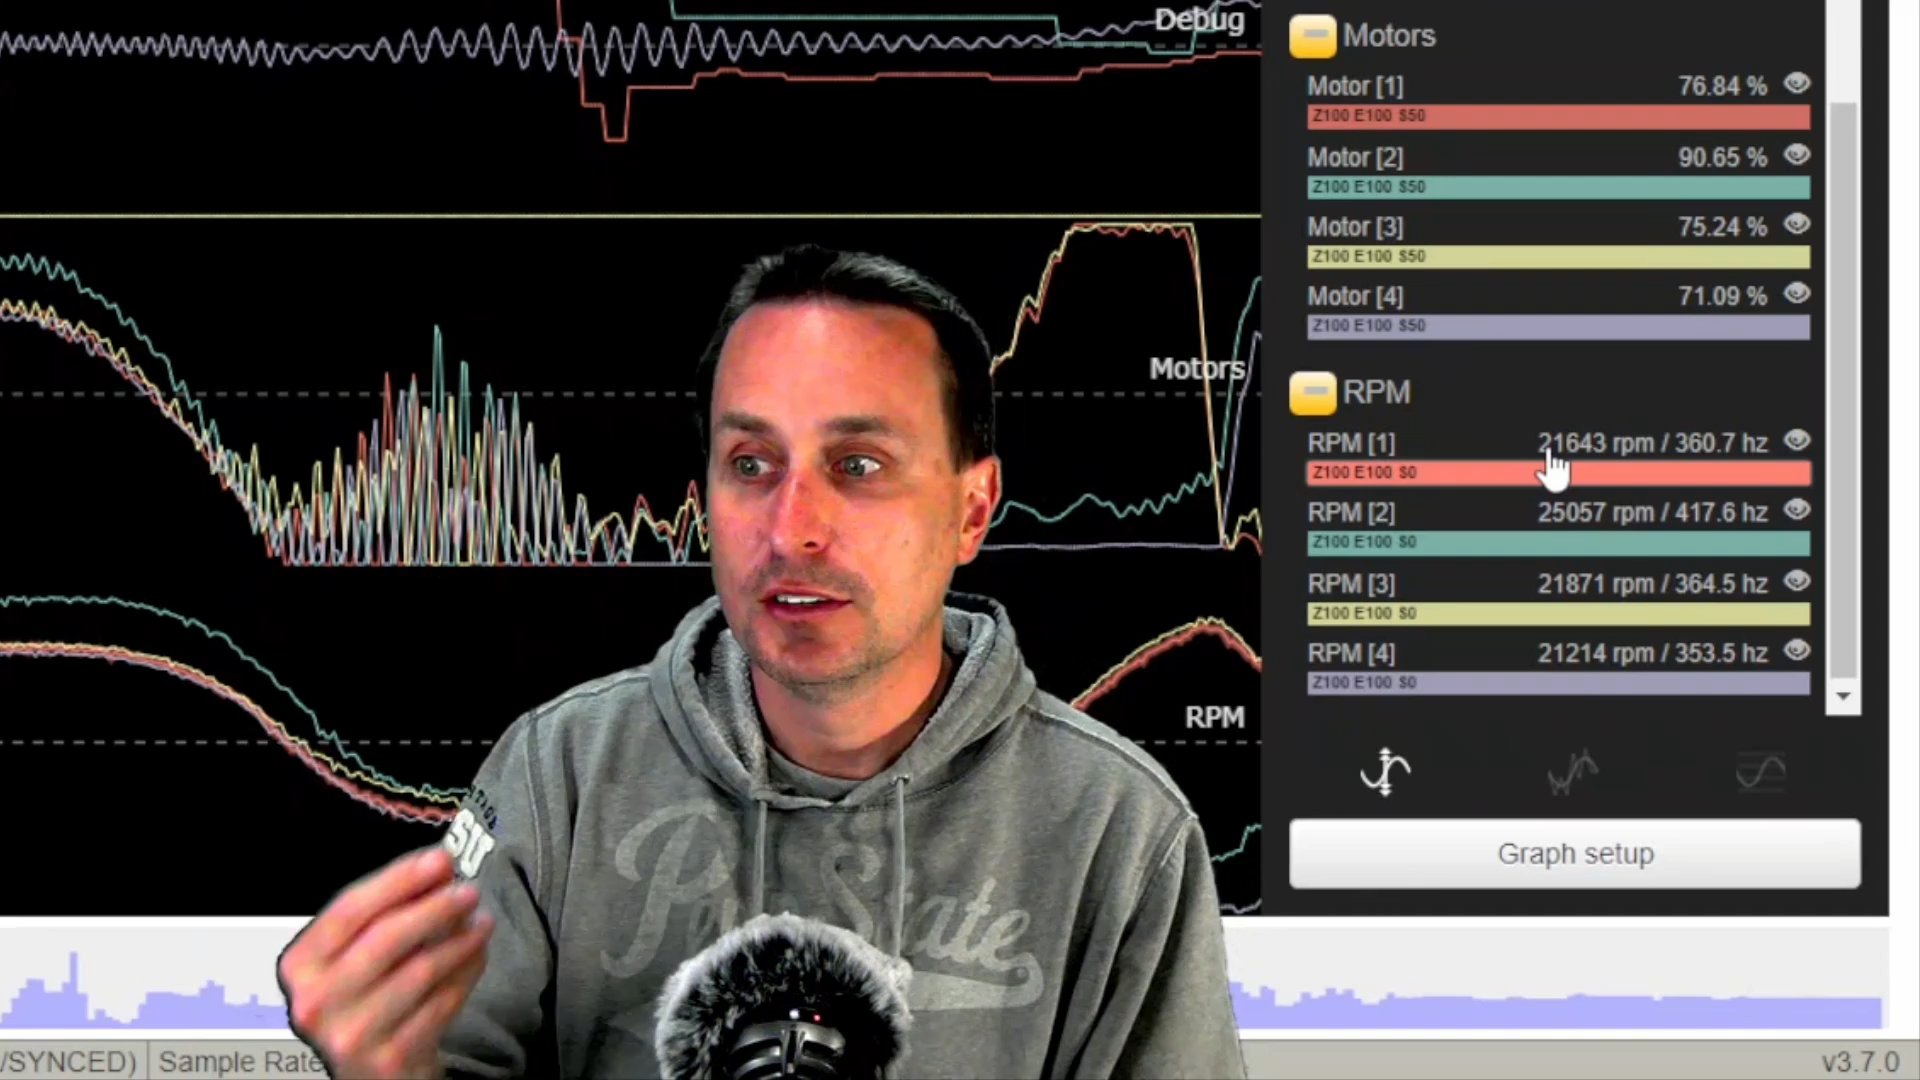 Debug
Motors
Motor [1] 76.84 %
Z100 E100 S50
Motor [2] 90.65 %
Z100 E100 S50
Motor [3] 75.24 %
Z100 E100 S50
Motor [4] 71.09 %
Z100 E100 S50
Motors
RPM
RPM [1] 21643 rpm / 360.7 hz
Z100 E100 S0
RPM [2] 25057 rpm / 417.6 hz
Z100 E100 S0
RPM [3] 21871 rpm / 364.5 hz
Z100 E100 S0
RPM [4] 21214 rpm / 353.5 hz
Z100 E100 S0
RPM
Graph setup
SU
State
/SYNCED) Sample Rate
v3.7.0